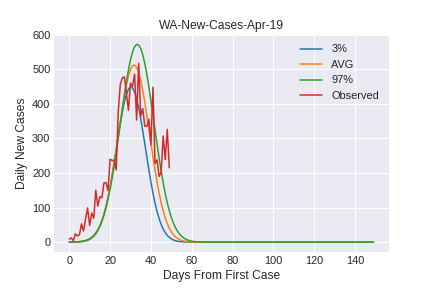 WA-New-Cases-Apr-19
600
500
400
300
200
100
0
Daily New Cases
3%
AVG
97%
Observed
0 20 40 60 80 100 120 140
Days From First Case